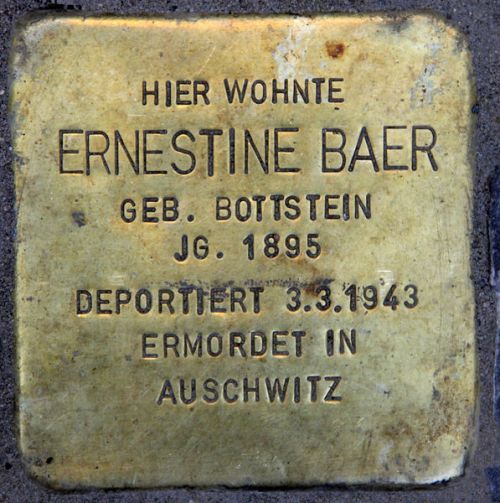 HIER WOHNTE
ERNESTINE BAER
GEB. BOTTSTEIN
JG. 1895
DEPORTIERT 3.3.1943
ERMORDET IN
AUSCHWITZ